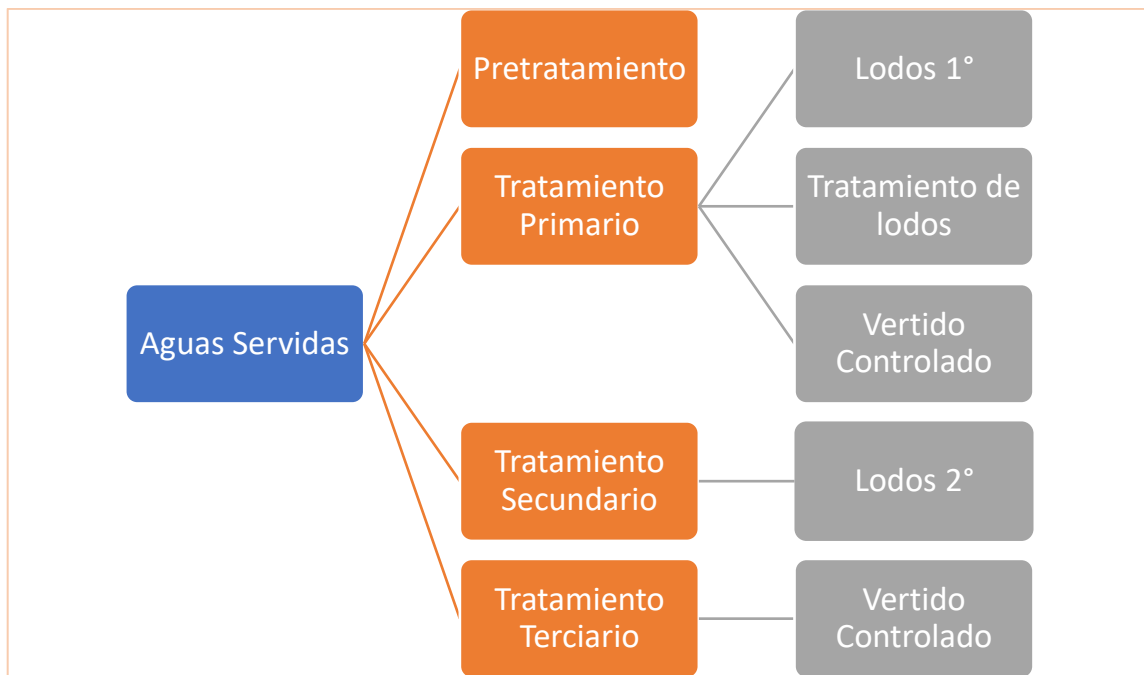 Aguas Servidas
Pretratamiento
Tratamiento
Primario
Lodos 1°
Tratamiento de
lodos
Vertido
Controlado
Tratamiento
Secundario
Lodos 2°
Tratamiento
Terciario
Vertido
Controlado